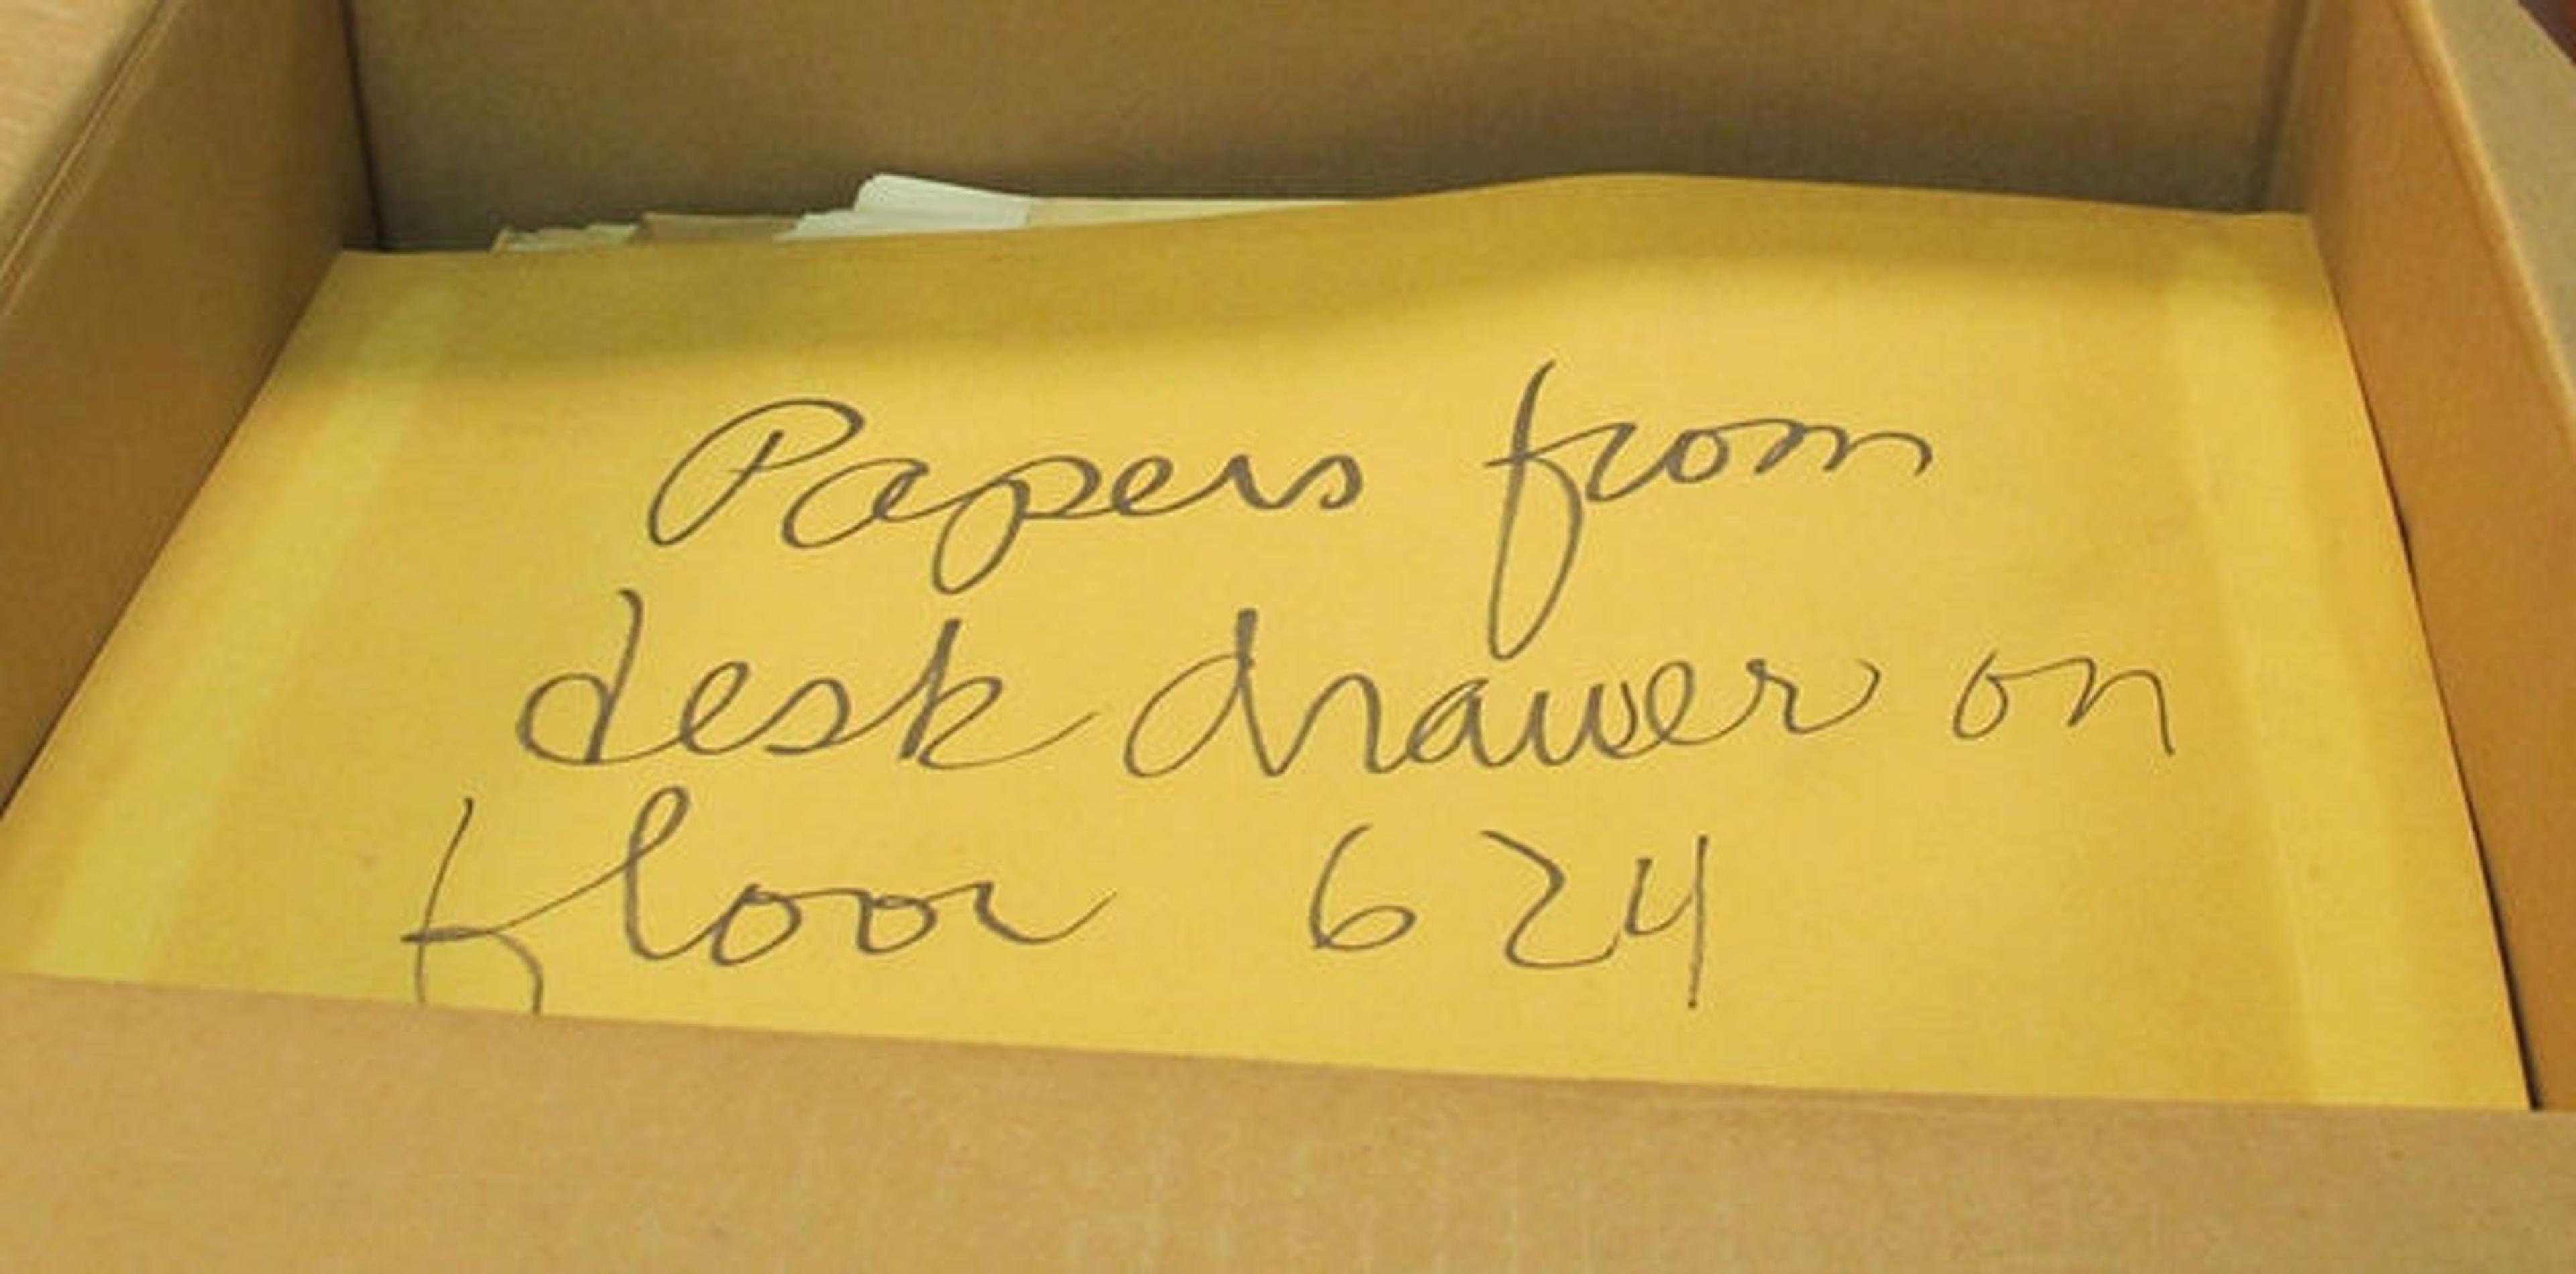 Papers from
desk drawer on
floor 624